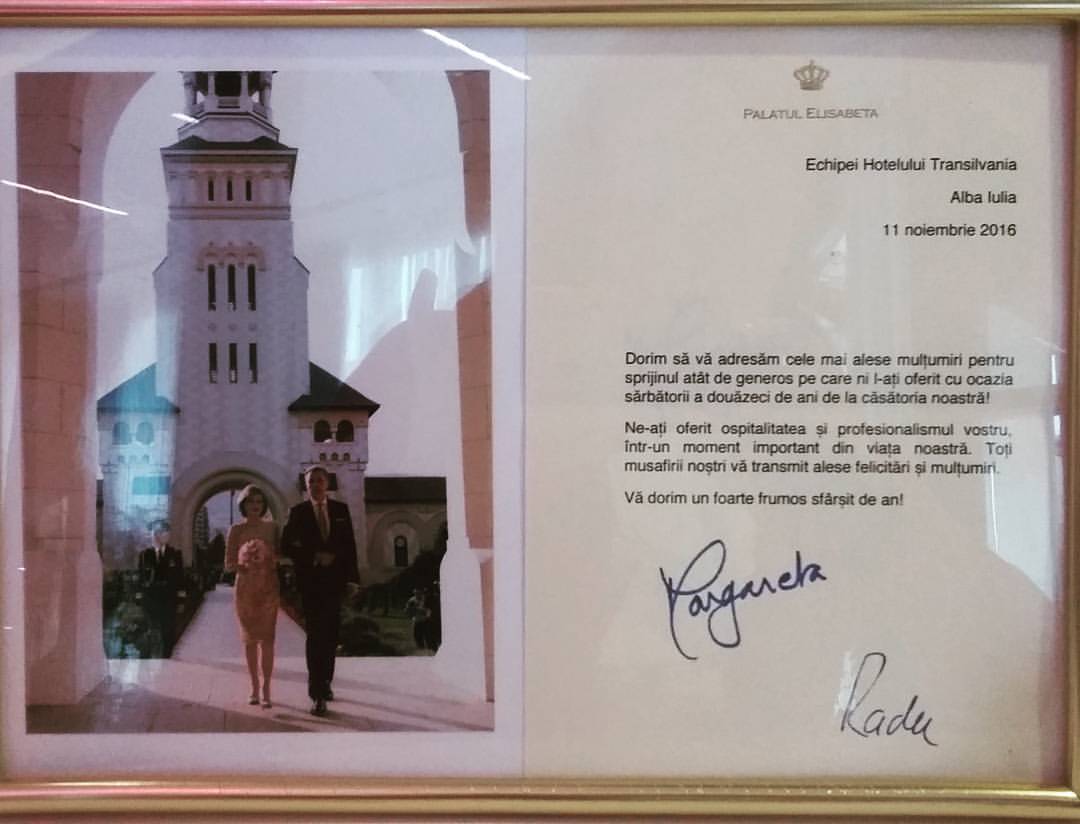 PALATUL ELISABETA
Echipei Hotelului Transilvania
Alba Iulia
11 noiembrie 2016
Dorim să vă adresăm cele mai alese mulțumiri pentru
sprijinul atât de generos pe care ni l-ați oferit cu ocazia
sărbătorii a douăzeci de ani de la căsătoria noastră!
Ne-ați oferit ospitalitatea și profesionalismul vostru,
într-un moment important din viața noastră. Toți
musafirii noștri vă transmit alese felicitări și mulțumiri.
Vă dorim un foarte frumos sfârșit de an!
Margareta
Radu